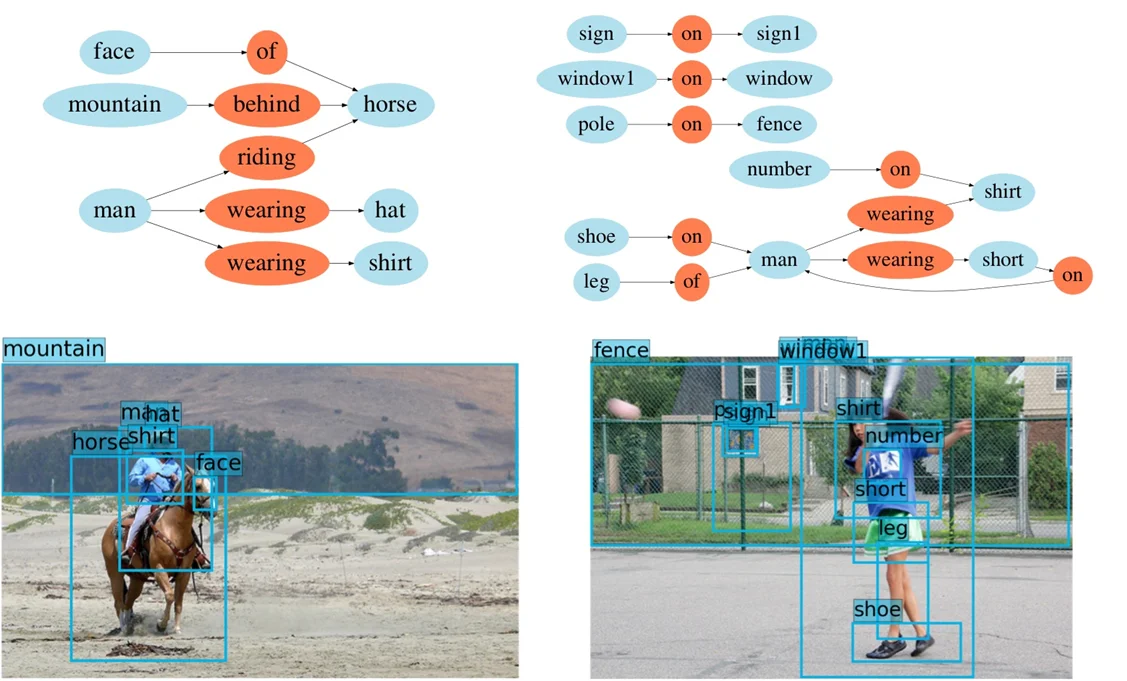 face of
mountain behind horse
riding
man wearing hat
wearing shirt
sign on sign1
window1 on window
pole on fence
number on
shirt
wearing
shoe on
man wearing short
leg of on
mountain
hat
horse shirt
face
fence window1
sign1 shirt
number
short
leg
shoe